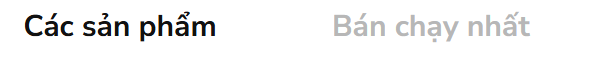 Các sản phẩm Bán chạy nhất